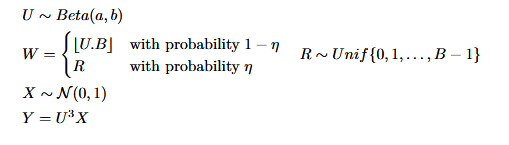 U ∼ Beta(a, b)
W = { ⌊U.B⌋ with probability 1 − η
R with probability η R ∼ Unif{0, 1, . . . , B − 1}
X ∼ 𝒩(0, 1)
Y = U³X